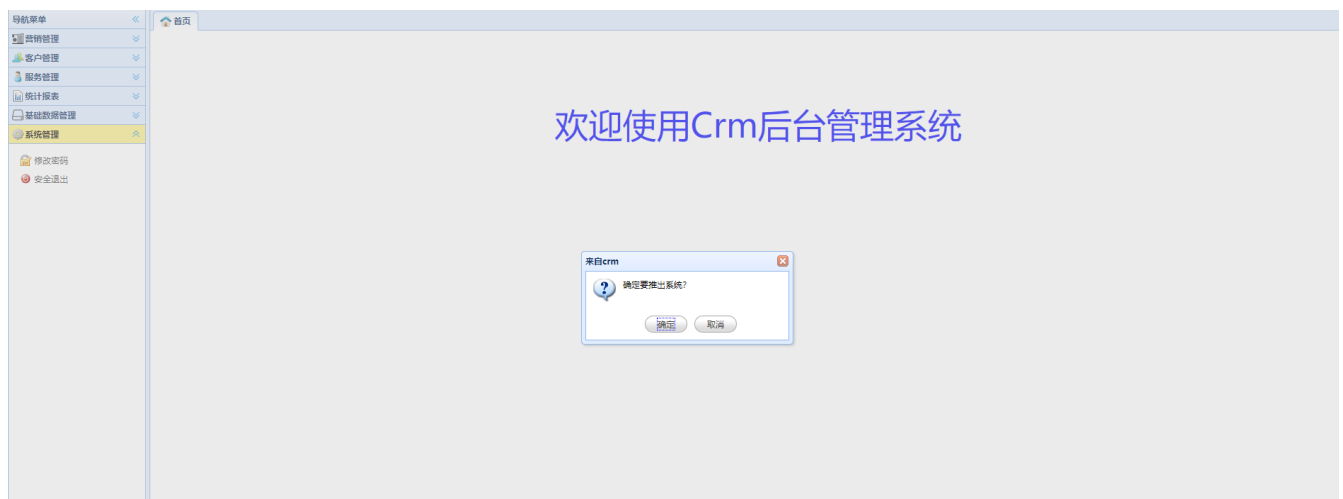 导航菜单
首页
营销管理
客户管理
服务管理
统计报表
基础数据管理
系统管理
修改密码
安全退出
欢迎使用Crm后台管理系统
来自crm
确定要推出系统?
确定
取消